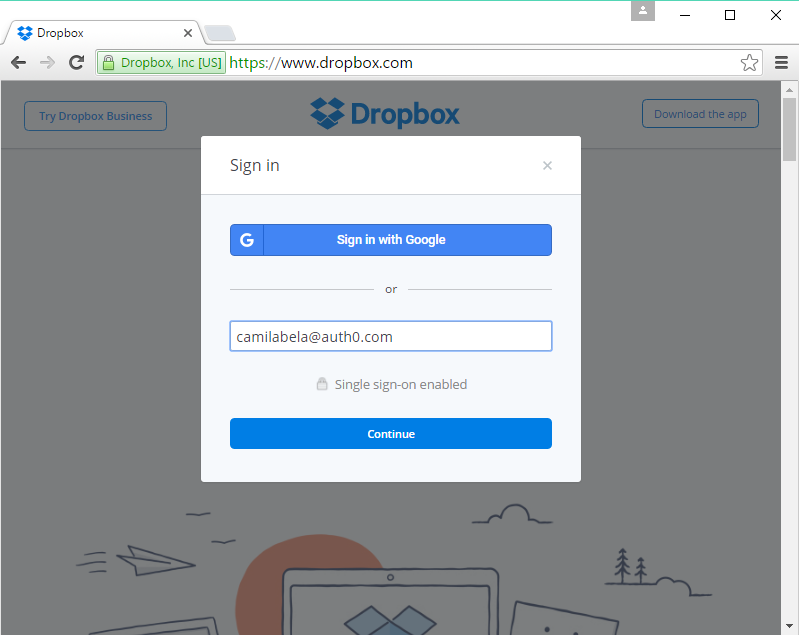 Dropbox
Dropbox, Inc [US] https://www.dropbox.com
Try Dropbox Business
Dropbox
Download the app
Sign in
G Sign in with Google
or
camilabela@auth0.com
Single sign-on enabled
Continue